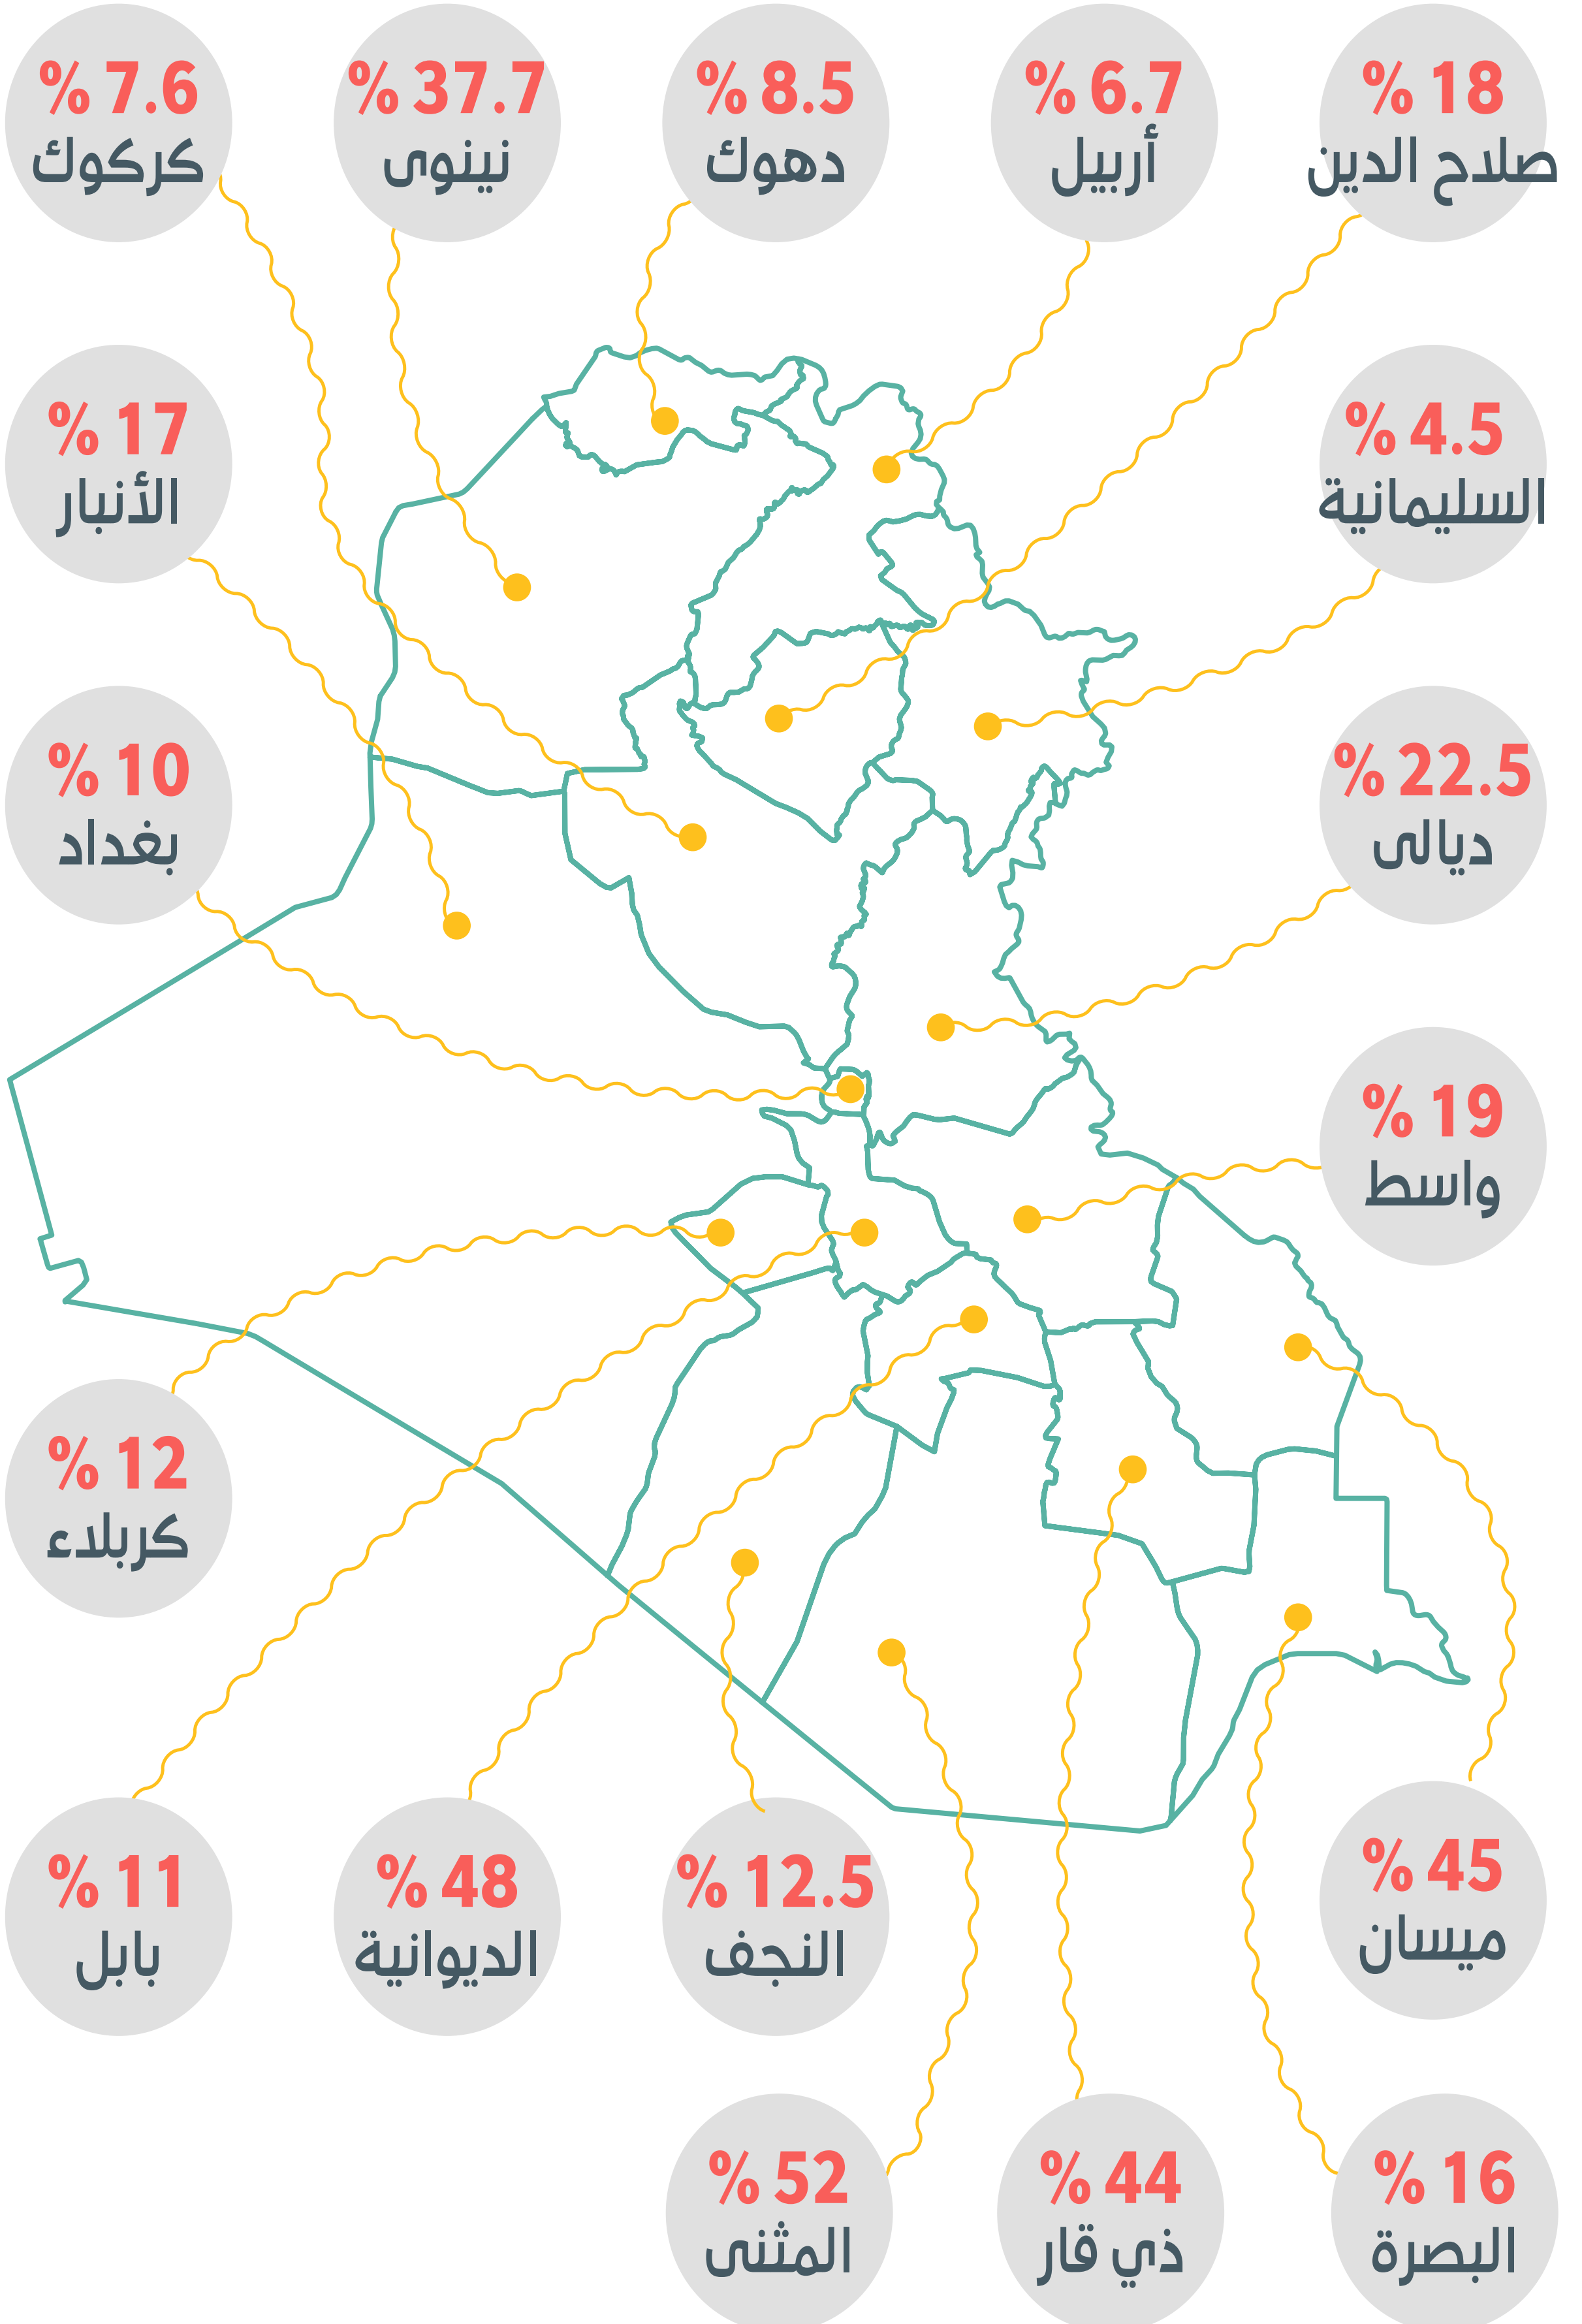 % 18
صلاح الدين
% 6.7
أربيل
% 8.5
دهوك
% 37.7
نينوى
% 7.6
كركوك
% 4.5
السليمانية
% 17
الأنبار
% 22.5
ديالى
% 10
بغداد
% 19
واسط
% 12
كربلاء
% 45
ميسان
% 12.5
النجف
% 48
الديوانية
% 11
بابل
% 16
البصرة
% 44
ذي قار
% 52
المثنى